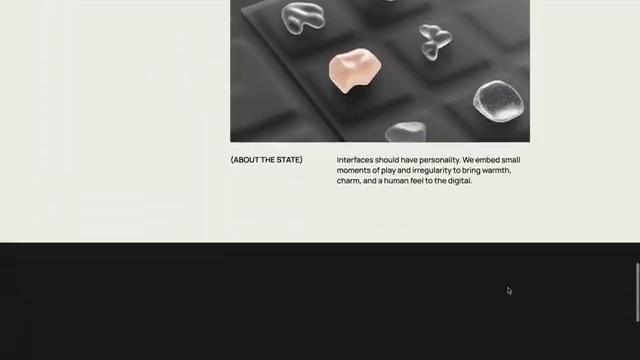 (ABOUT THE STATE)
Interfaces should have personality. We embed small
moments of play and irregularity to bring warmth,
charm, and a human feel to the digital.